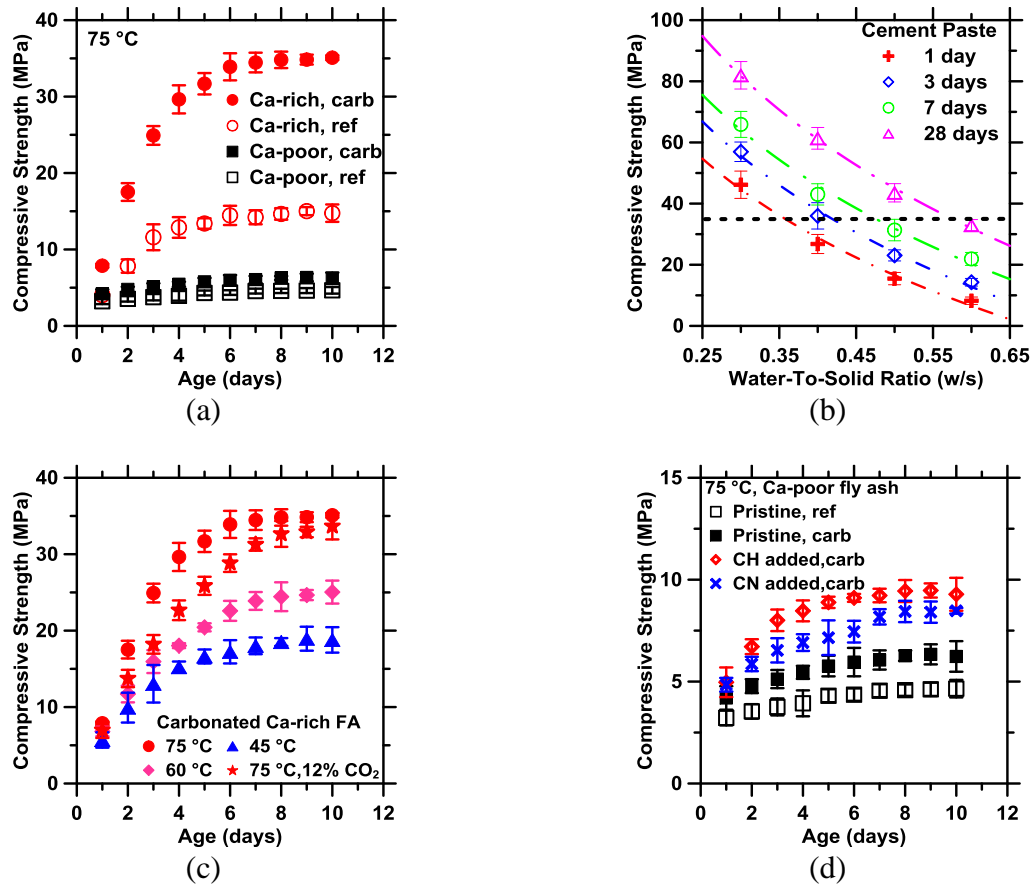 40
30
20
10
0
Compressive Strength (MPa)
75 °C
Ca-rich, carb
Ca-rich, ref
Ca-poor, carb
Ca-poor, ref
0 2 4 6 8 10 12
Age (days)
(a)
100
80
60
40
20
0
Compressive Strength (MPa)
Cement Paste
1 day
3 days
7 days
28 days
0.25 0.35 0.45 0.55 0.65
Water-To-Solid Ratio (w/s)
(b)
40
30
20
10
0
Compressive Strength (MPa)
Carbonated Ca-rich FA
75 °C 45 °C
60 °C 75 °C,12% CO₂
0 2 4 6 8 10 12
Age (days)
(c)
15
10
5
0
Compressive Strength (MPa)
75 °C, Ca-poor fly ash
Pristine, ref
Pristine, carb
CH added,carb
CN added,carb
0 2 4 6 8 10 12
Age (days)
(d)